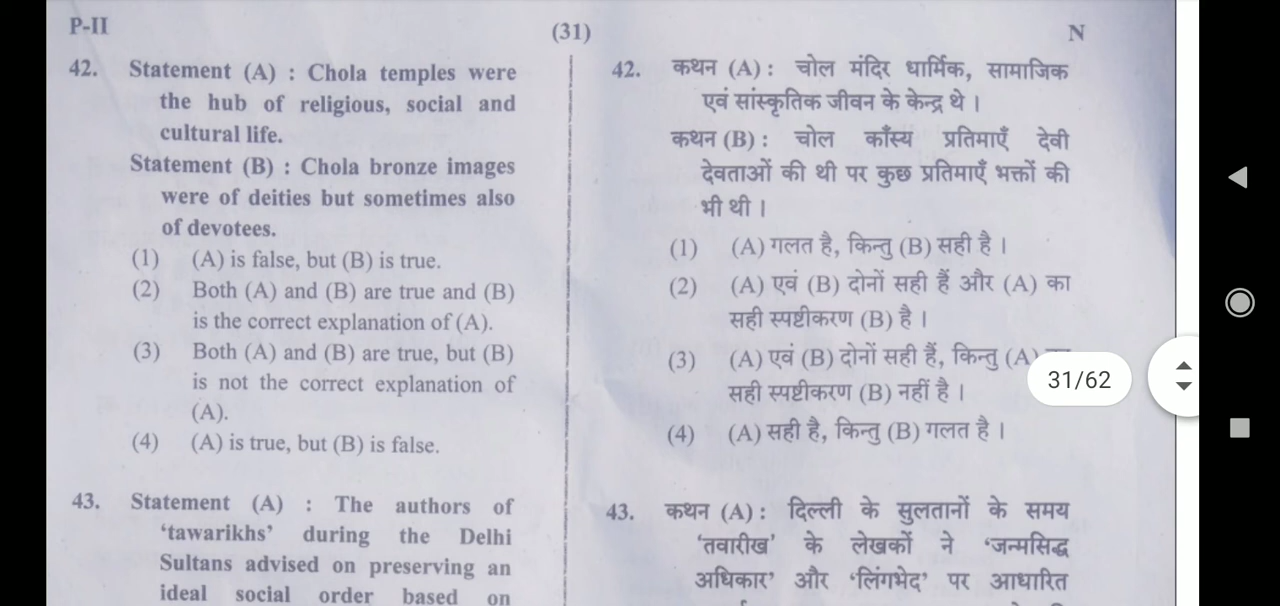 P-II
(31)
N
42. Statement (A) : Chola temples were
the hub of religious, social and
cultural life.
Statement (B) : Chola bronze images
were of deities but sometimes also
of devotees.
(1) (A) is false, but (B) is true.
(2) Both (A) and (B) are true and (B)
is the correct explanation of (A).
(3) Both (A) and (B) are true, but (B)
is not the correct explanation of
(A).
(4) (A) is true, but (B) is false.
43. Statement (A) : The authors of
‘tawarikhs’ during the Delhi
Sultans advised on preserving an
ideal social order based on
42. कथन (A) : चोल मंदिर धार्मिक, सामाजिक
एवं सांस्कृतिक जीवन के केन्द्र थे ।
कथन (B) : चोल काँस्य प्रतिमाएँ देवी
देवताओं की थी पर कुछ प्रतिमाएँ भक्तों की
भी थी ।
(1) (A) गलत है, किन्तु (B) सही है ।
(2) (A) एवं (B) दोनों सही हैं और (A) का
सही स्पष्टीकरण (B) है ।
(3) (A) एवं (B) दोनों सही हैं, किन्तु (A)
सही स्पष्टीकरण (B) नहीं है ।
(4) (A) सही है, किन्तु (B) गलत है ।
43. कथन (A) : दिल्ली के सुलतानों के समय
‘तवारीख’ के लेखकों ने ‘जन्मसिद्ध
अधिकार’ और ‘लिंगभेद’ पर आधारित
31/62